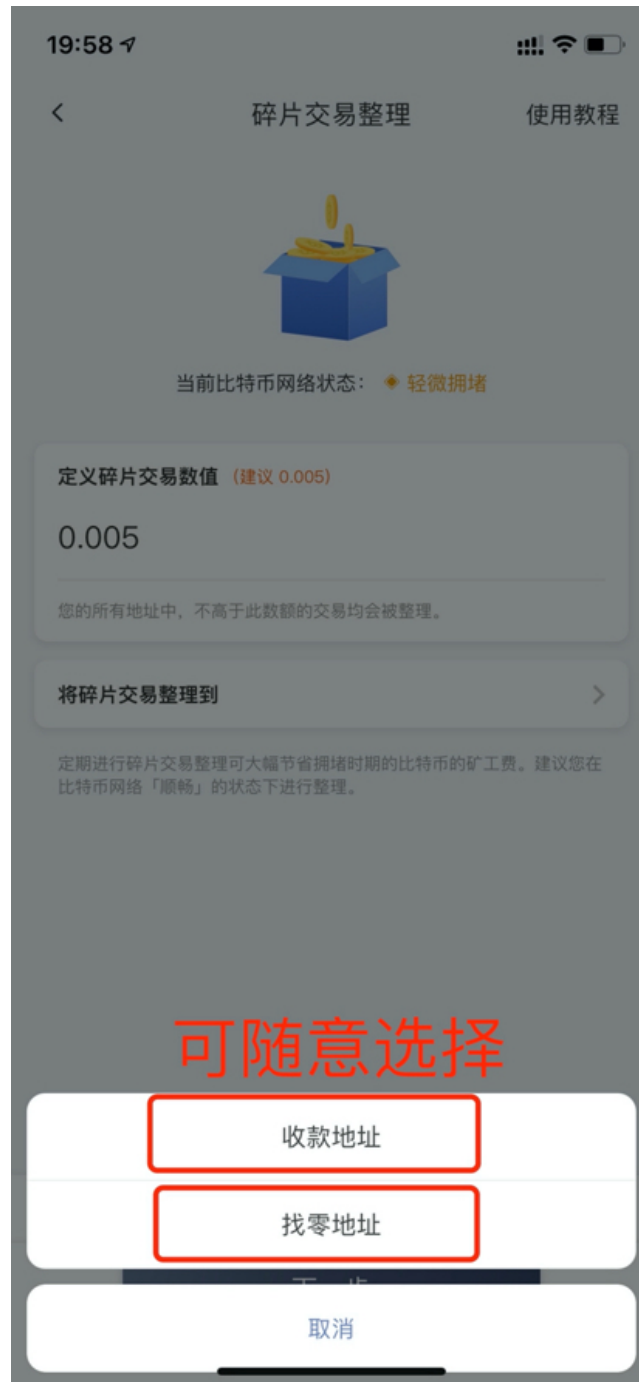 19:58
碎片交易整理 使用教程
当前比特币网络状态: 轻微拥堵
定义碎片交易数值 (建议 0.005)
0.005
您的所有地址中，不高于此数额的交易均会被整理。
将碎片交易整理到
定期进行碎片交易整理可大幅节省拥堵时期的比特币的矿工费。建议您在
比特币网络「顺畅」的状态下进行整理。
可随意选择
收款地址
找零地址
取消